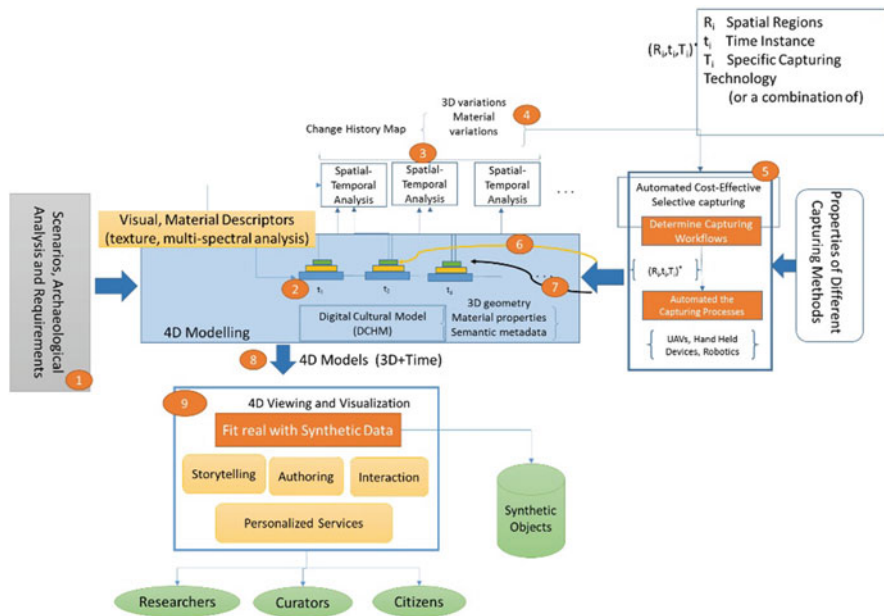 Rᵢ Spatial Regions
tᵢ Time Instance
Tᵢ Specific Capturing
Technology
(or a combination of)
(Rᵢ,tᵢ,Tᵢ)*
3D variations
Material
variations
4
Change History Map
3
Spatial-
Temporal
Analysis
Spatial-
Temporal
Analysis
Spatial-
Temporal
Analysis
. . .
Scenarios, Archaeological
Analysis and Requirements
1
Visual, Material Descriptors
(texture, multi-spectral analysis)
2
t₁
t₂
6
7
4D Modelling
Digital Cultural Model
(DCHM)
3D geometry
Material properties
Semantic metadata
5
Automated Cost-Effective
Selective capturing
Determine Capturing
Workflows
(Rᵢ,tᵢ,Tᵢ)*
Automated the
Capturing Processes
UAVs, Hand Held
Devices, Robotics
Properties of Different
Capturing Methods
8
4D Models (3D+Time)
9
4D Viewing and Visualization
Fit real with Synthetic Data
Storytelling
Authoring
Interaction
Personalized Services
Synthetic
Objects
Researchers
Curators
Citizens